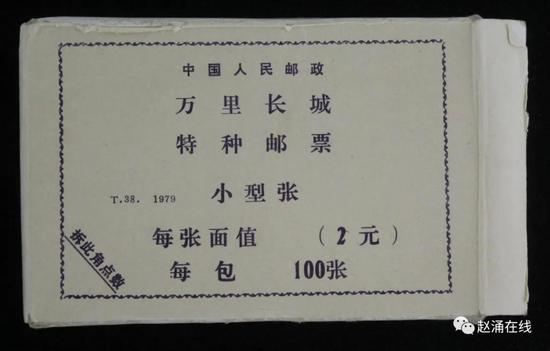 中国人民邮政
万里长城
特种邮票
T.38. 1979 小型张
每张面值 (2元)
每包 100张
拆此角点数
赵涌在线